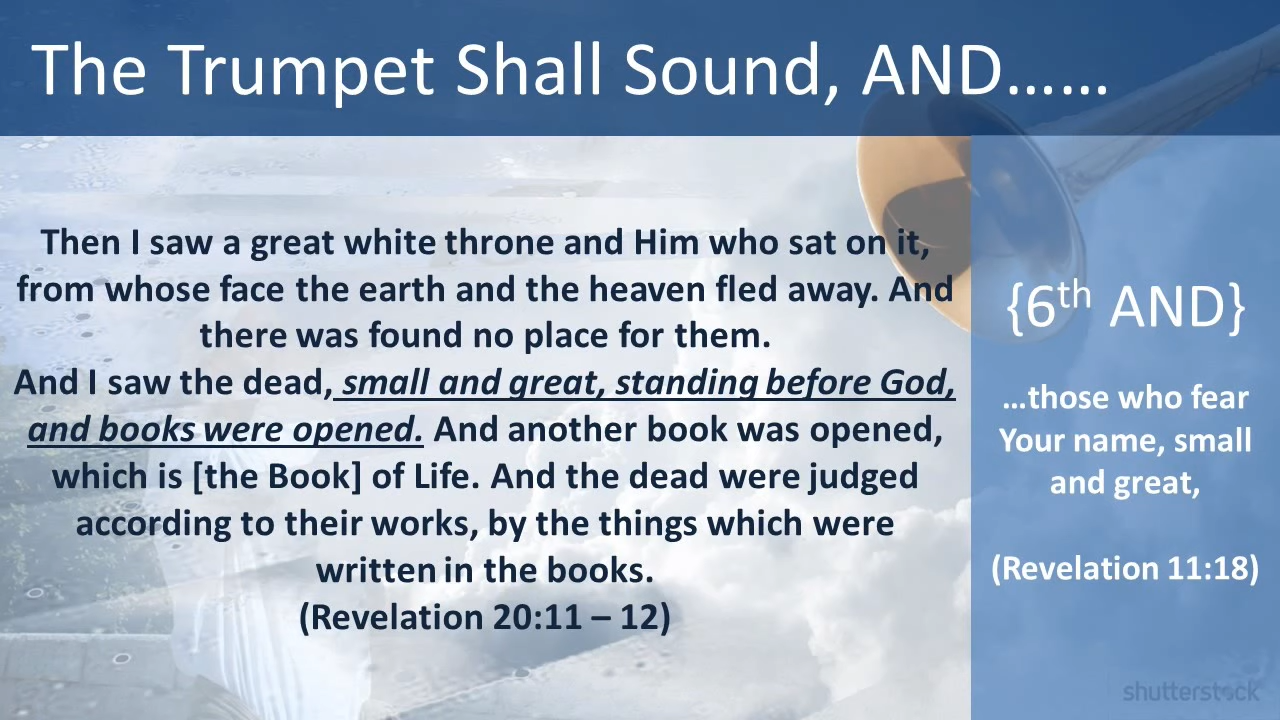 The Trumpet Shall Sound, AND……
Then I saw a great white throne and Him who sat on it,
from whose face the earth and the heaven fled away. And
there was found no place for them.
And I saw the dead, small and great, standing before God,
and books were opened. And another book was opened,
which is [the Book] of Life. And the dead were judged
according to their works, by the things which were
written in the books.
(Revelation 20:11 – 12)
{6th AND}
…those who fear
Your name, small
and great,
(Revelation 11:18)
shutterstock